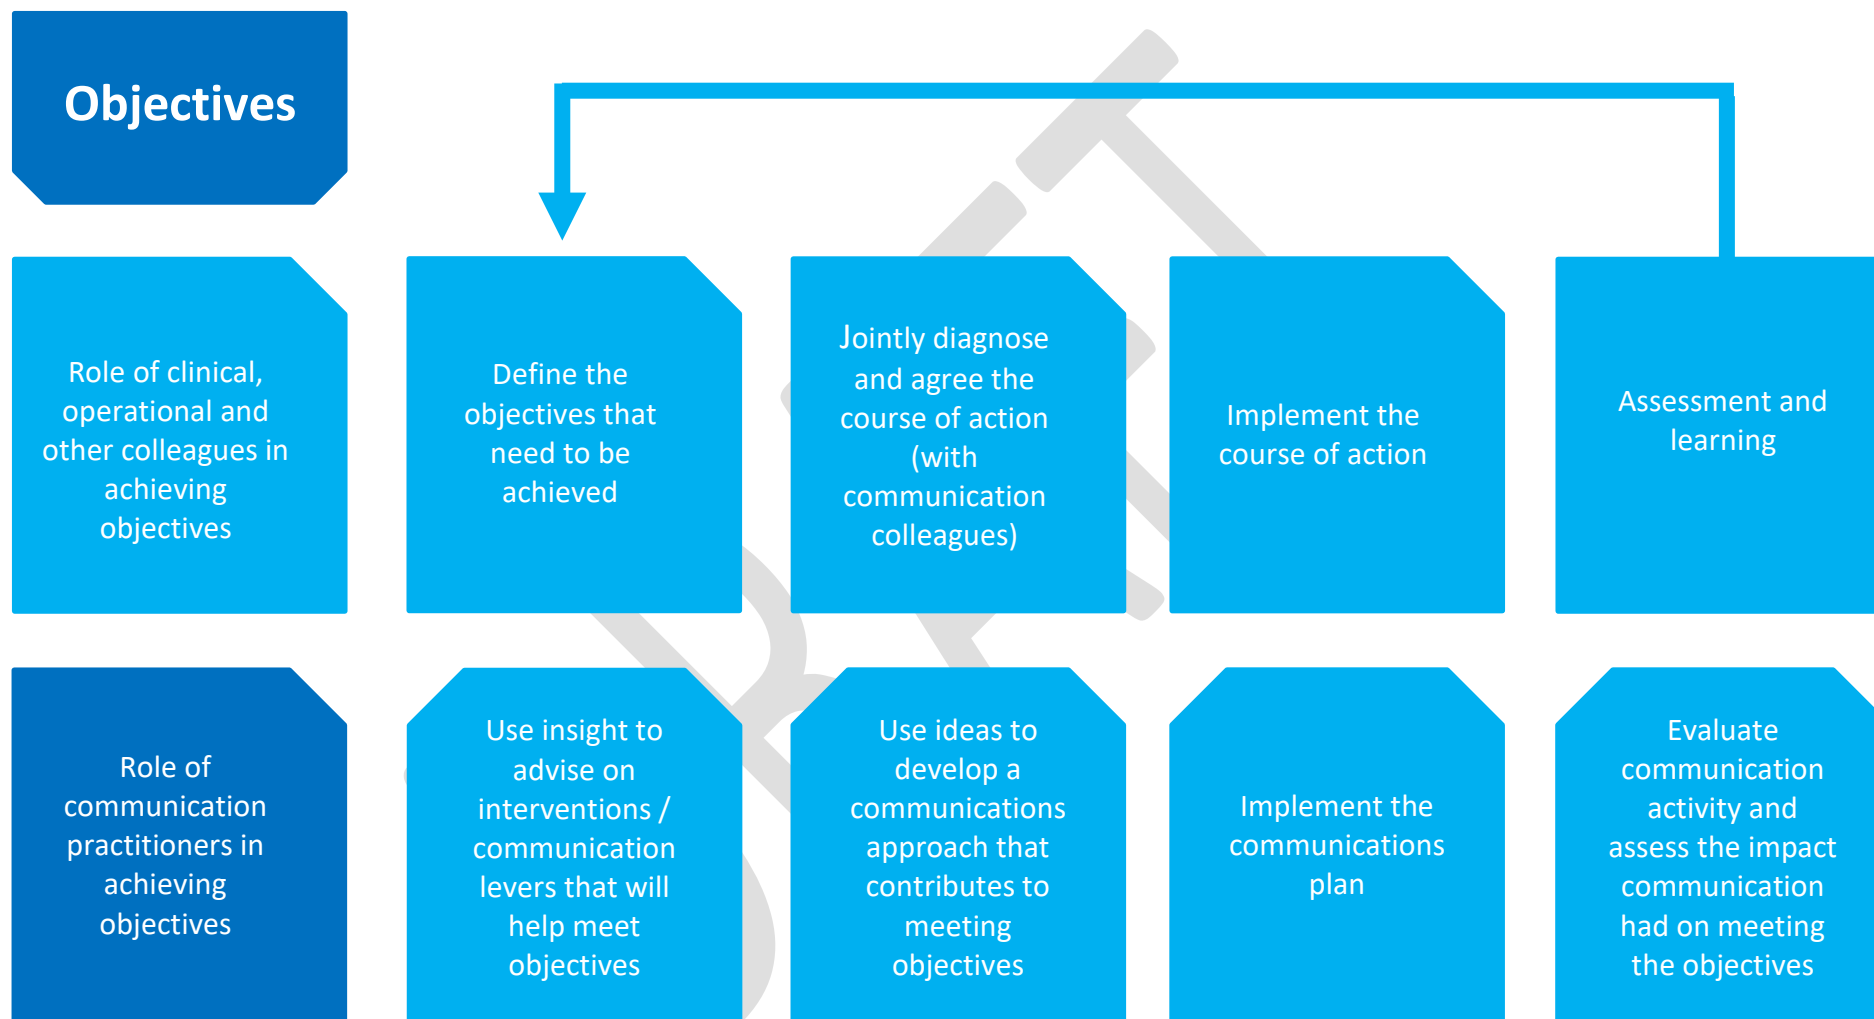 Objectives
Role of clinical,
operational and
other colleagues in
achieving
objectives
Define the
objectives that
need to be
achieved
Jointly diagnose
and agree the
course of action
(with
communication
colleagues)
Implement the
course of action
Assessment and
learning
Role of
communication
practitioners in
achieving
objectives
Use insight to
advise on
interventions /
communication
levers that will
help meet
objectives
Use ideas to
develop a
communications
approach that
contributes to
meeting
objectives
Implement the
communications
plan
Evaluate
communication
activity and
assess the impact
communication
had on meeting
the objectives
DRAFT